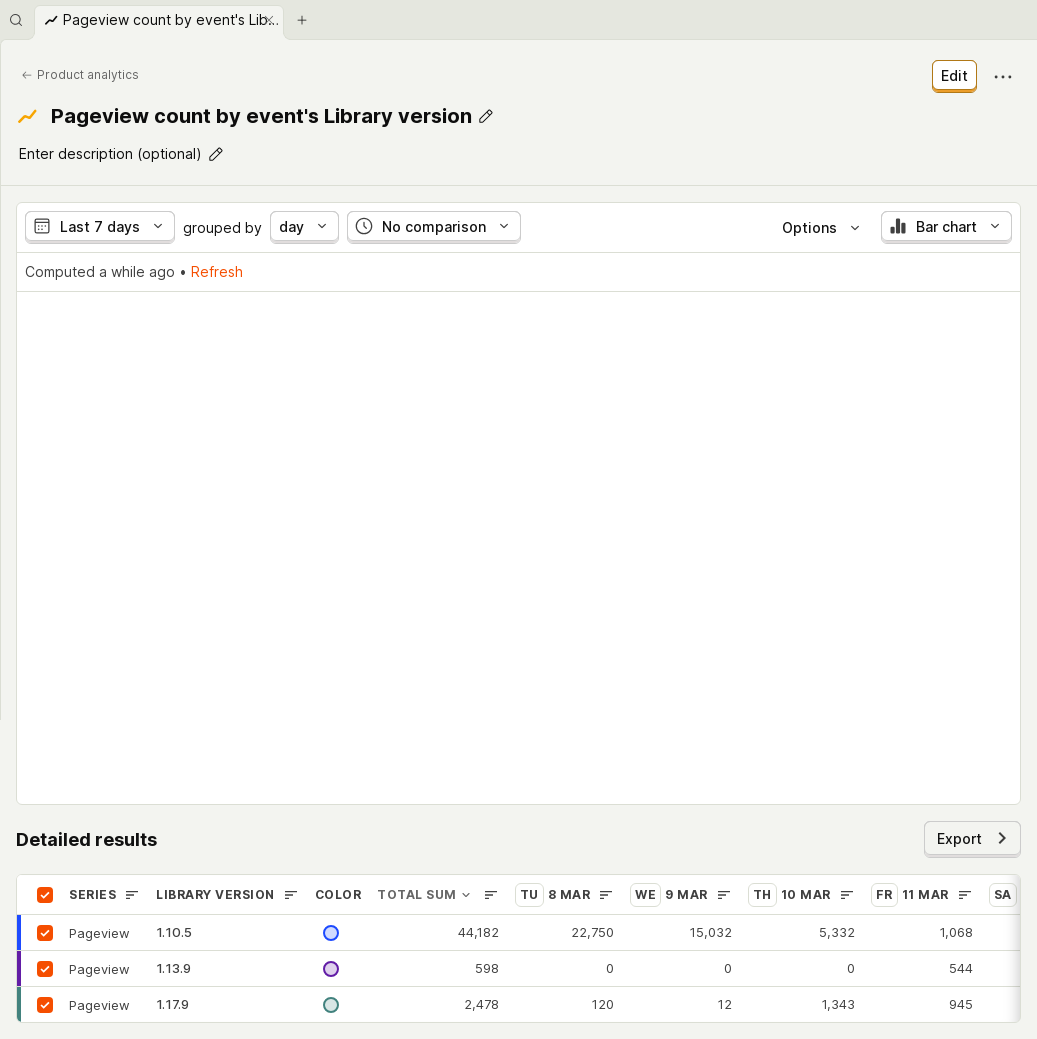 Pageview count by event's Lib...
Product analytics
Edit
Pageview count by event's Library version
Enter description (optional)
Last 7 days grouped by day No comparison Options Bar chart
Computed a while ago • Refresh
Detailed results
Export
SERIES LIBRARY VERSION COLOR TOTAL SUM TU 8 MAR WE 9 MAR TH 10 MAR FR 11 MAR SA
Pageview 1.10.5 44,182 22,750 15,032 5,332 1,068
Pageview 1.13.9 598 0 0 0 544
Pageview 1.17.9 2,478 120 12 1,343 945